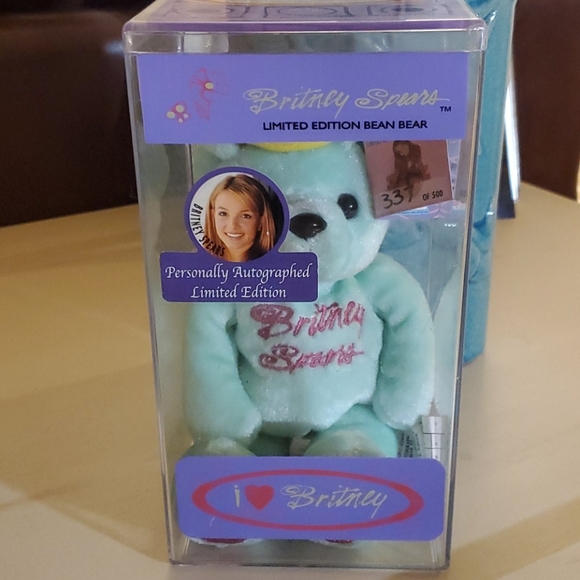 Britney Spears™
LIMITED EDITION BEAN BEAR
337 OF 500
BRITNEY SPEARS
Personally Autographed
Limited Edition
Britney
Spears
i ♥ Britney